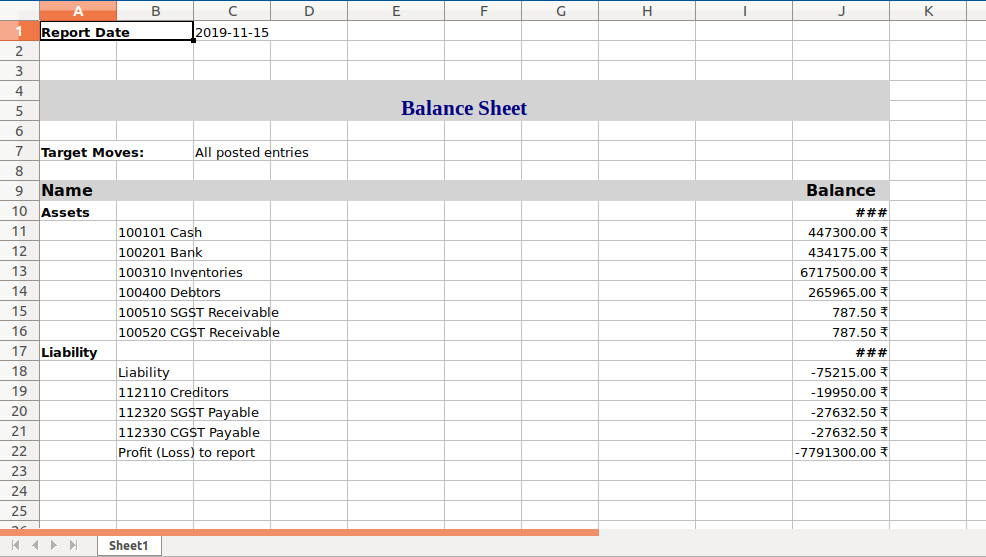 A B C D E F G H I J K
1 Report Date 2019-11-15
2
3
4
5 Balance Sheet
6
7 Target Moves: All posted entries
8
9 Name Balance
10 Assets ###
11 100101 Cash 447300.00 ₹
12 100201 Bank 434175.00 ₹
13 100310 Inventories 6717500.00 ₹
14 100400 Debtors 265965.00 ₹
15 100510 SGST Receivable 787.50 ₹
16 100520 CGST Receivable 787.50 ₹
17 Liability ###
18 Liability -75215.00 ₹
19 112110 Creditors -19950.00 ₹
20 112320 SGST Payable -27632.50 ₹
21 112330 CGST Payable -27632.50 ₹
22 Profit (Loss) to report -7791300.00 ₹
23
24
25
26
Sheet1